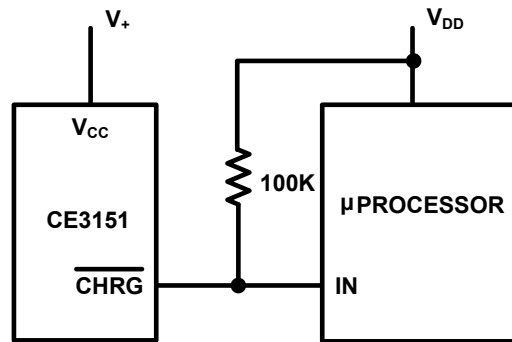 V+
VDD
VCC
100K
CE3151
µPROCESSOR
CHRG
IN